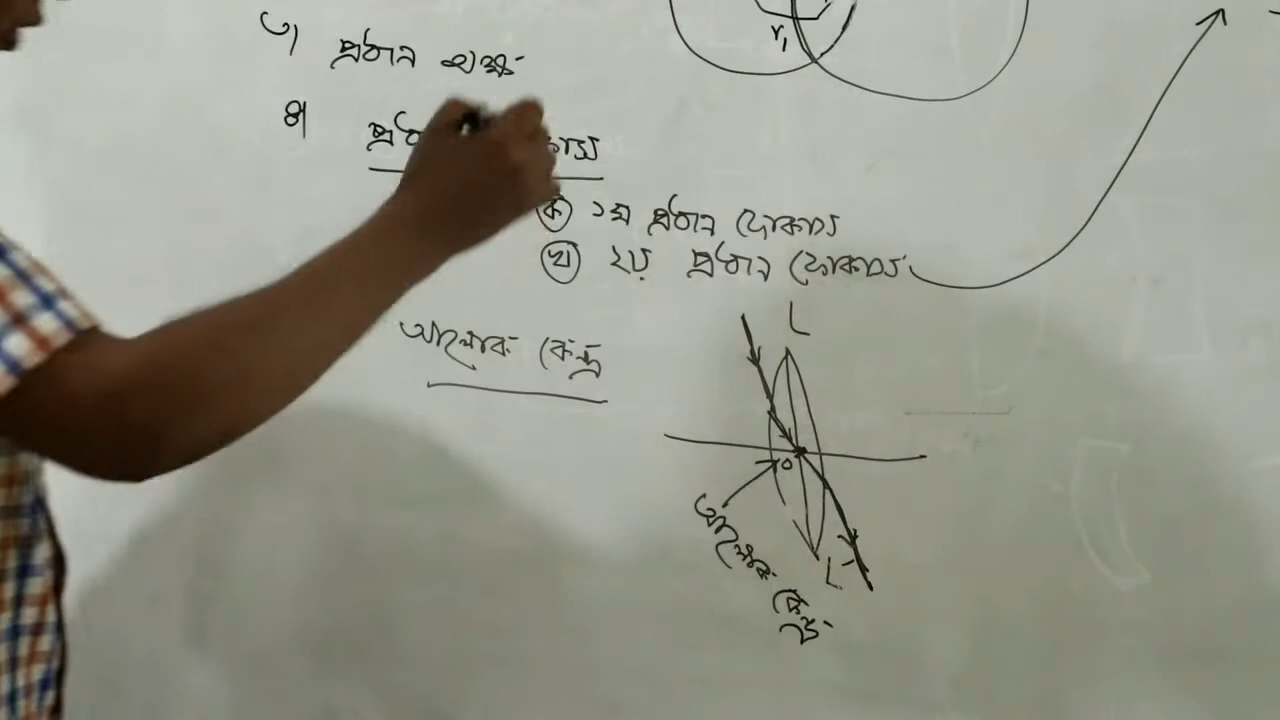 r₁
৩। প্রধান অক্ষ
৪। প্রধান ফোকাস
ক ১ম প্রধান ফোকাস
খ ২য় প্রধান ফোকাস
আলোক কেন্দ্র
L
O
L'
আলোক কেন্দ্র